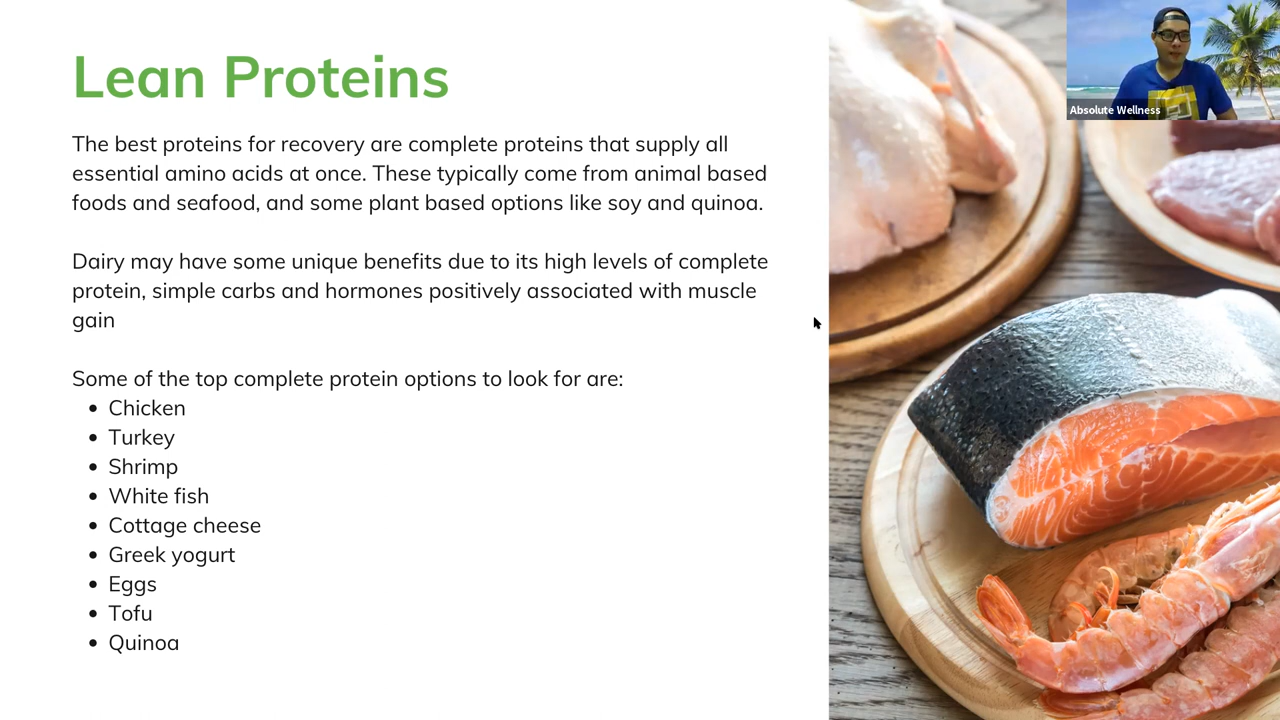 Lean Proteins
The best proteins for recovery are complete proteins that supply all
essential amino acids at once. These typically come from animal based
foods and seafood, and some plant based options like soy and quinoa.
Dairy may have some unique benefits due to its high levels of complete
protein, simple carbs and hormones positively associated with muscle
gain
Some of the top complete protein options to look for are:
• Chicken
• Turkey
• Shrimp
• White fish
• Cottage cheese
• Greek yogurt
• Eggs
• Tofu
• Quinoa
Absolute Wellness